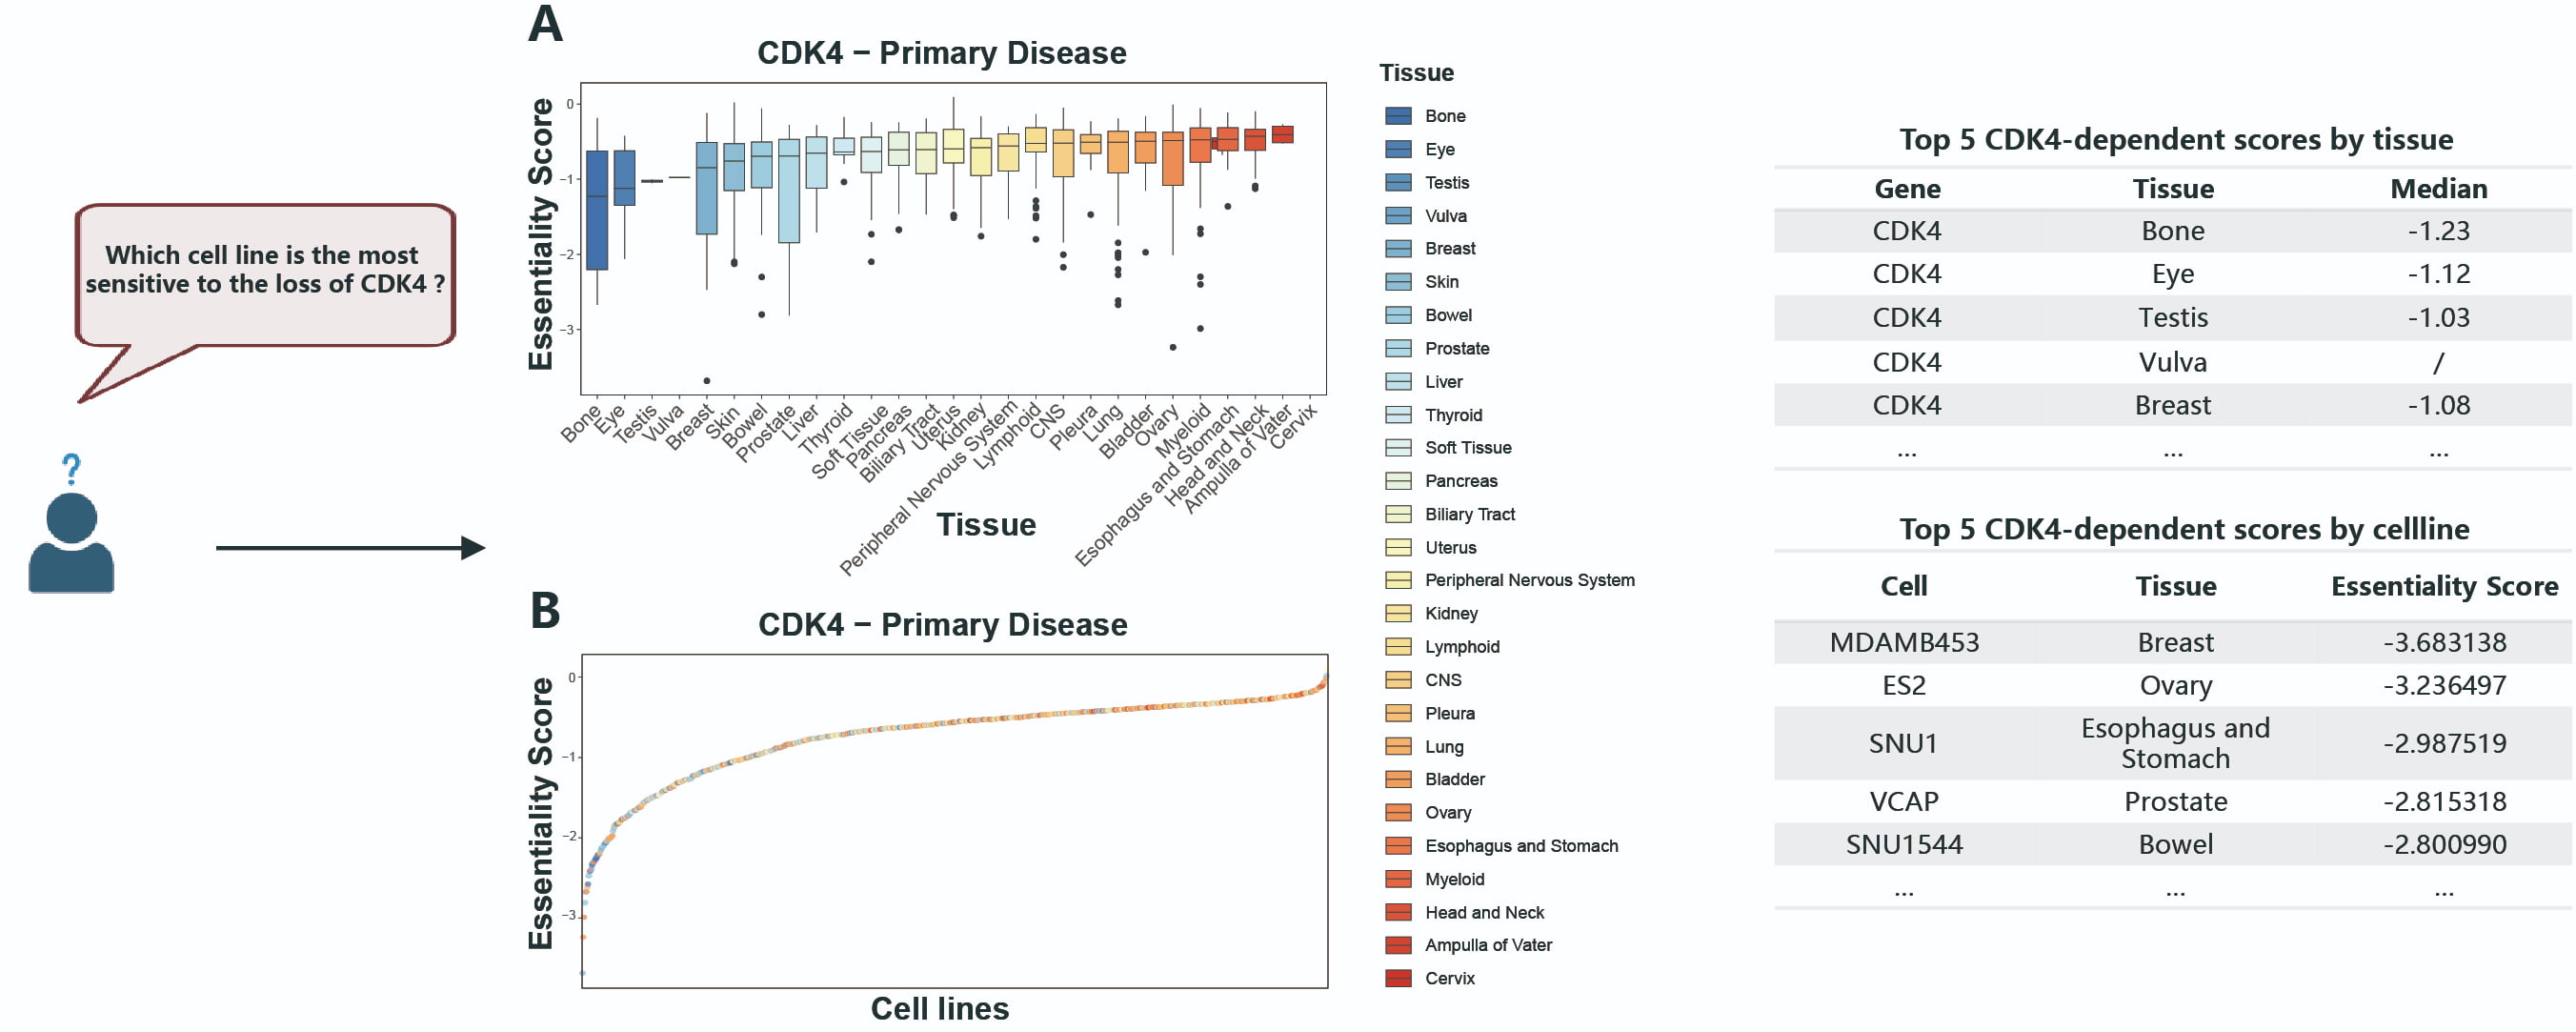 Which cell line is the most
sensitive to the loss of CDK4 ?
?
A
CDK4 − Primary Disease
Essentiality Score
0
−1
−2
−3
Bone
Eye
Testis
Vulva
Breast
Skin
Bowel
Prostate
Liver
Thyroid
Soft Tissue
Pancreas
Biliary Tract
Uterus
Kidney
Peripheral Nervous System
Lymphoid
CNS
Pleura
Lung
Bladder
Ovary
Myeloid
Esophagus and Stomach
Head and Neck
Ampulla of Vater
Cervix
Tissue
B
CDK4 − Primary Disease
Essentiality Score
0
−1
−2
−3
Cell lines
Tissue
Bone
Eye
Testis
Vulva
Breast
Skin
Bowel
Prostate
Liver
Thyroid
Soft Tissue
Pancreas
Biliary Tract
Uterus
Peripheral Nervous System
Kidney
Lymphoid
CNS
Pleura
Lung
Bladder
Ovary
Esophagus and Stomach
Myeloid
Head and Neck
Ampulla of Vater
Cervix
Top 5 CDK4-dependent scores by tissue
Gene Tissue Median
CDK4 Bone -1.23
CDK4 Eye -1.12
CDK4 Testis -1.03
CDK4 Vulva /
CDK4 Breast -1.08
... ... ...
Top 5 CDK4-dependent scores by cellline
Cell Tissue Essentiality Score
MDAMB453 Breast -3.683138
ES2 Ovary -3.236497
SNU1 Esophagus and Stomach -2.987519
VCAP Prostate -2.815318
SNU1544 Bowel -2.800990
... ... ...